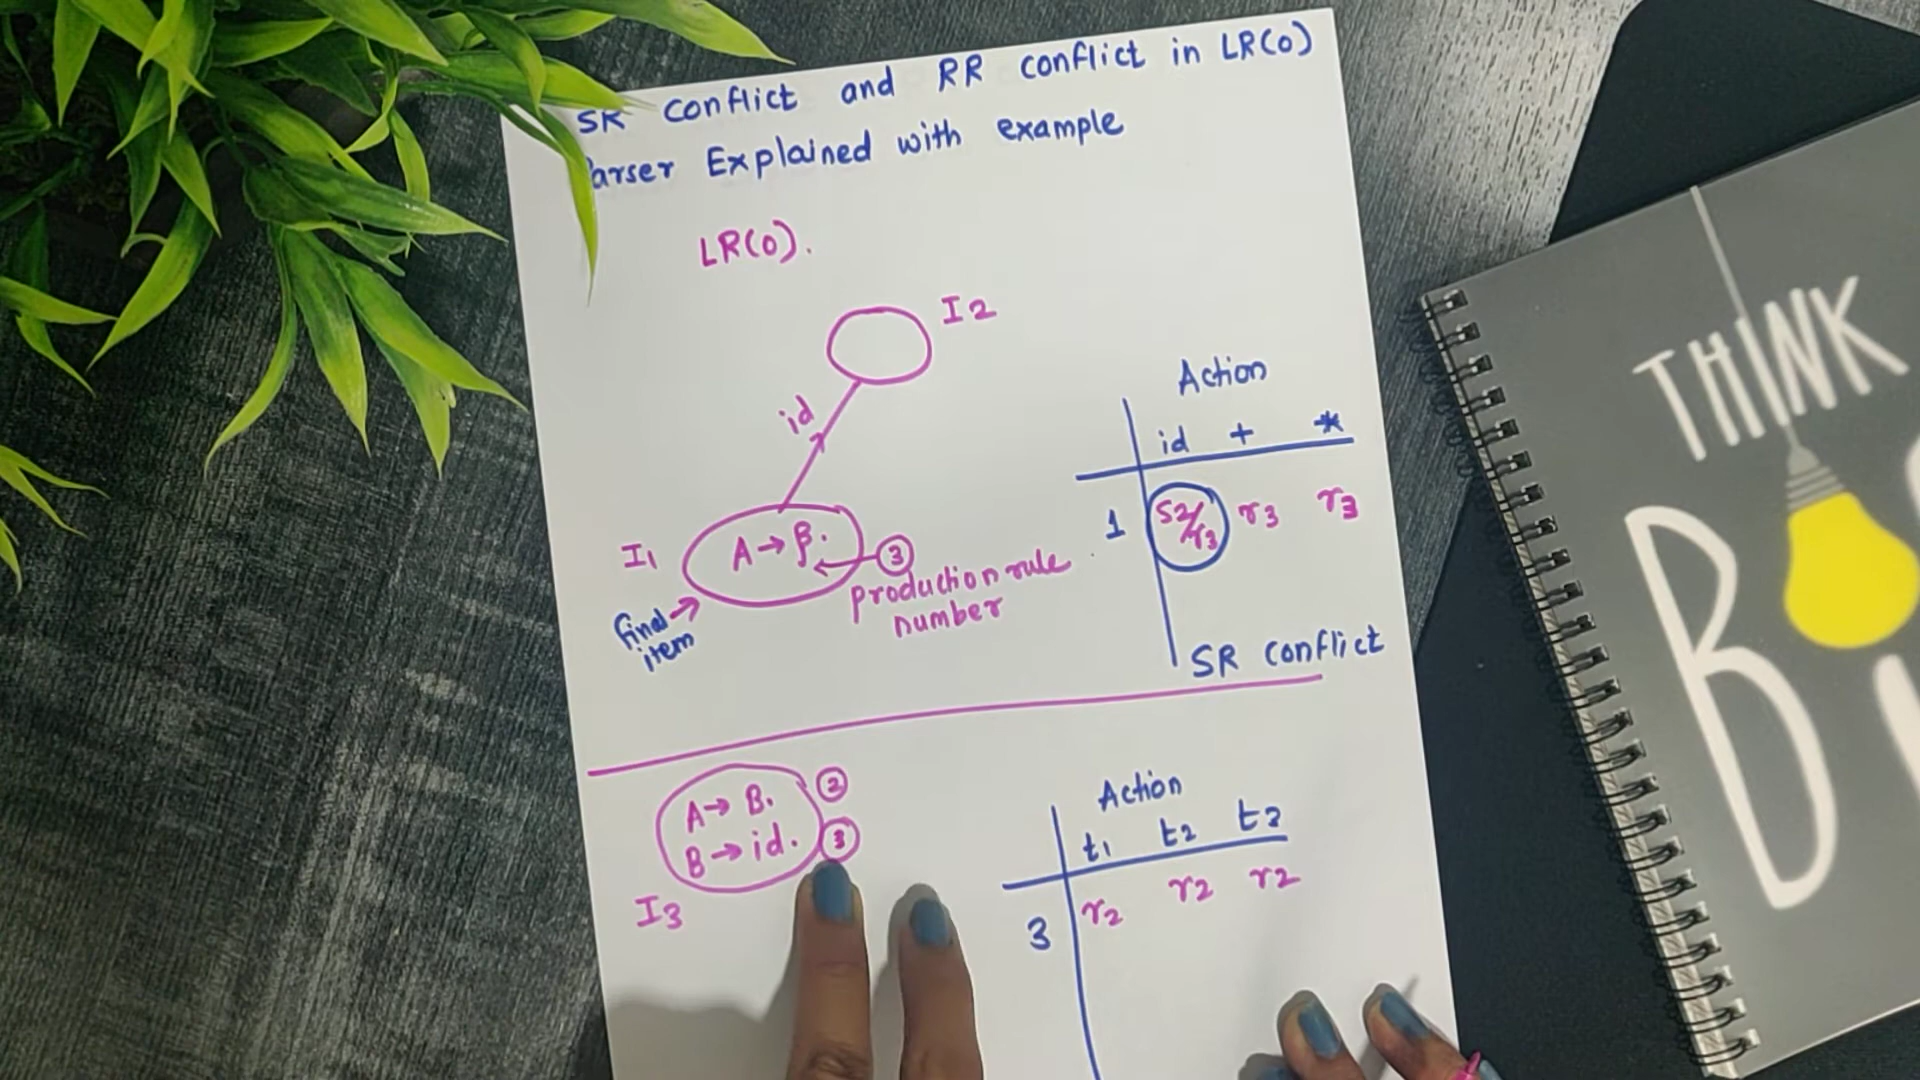 SR conflict and RR conflict in LR(0)
Parser Explained with example
LR(0).
I2
id
I1
A→β.
3
production rule
number
final
item
Action
id + *
1 S2/r3 r3 r3
SR conflict
A→ B. 2
B→ id. 3
I3
Action
t1 t2 t3
3 r2 r2 r2
THINK